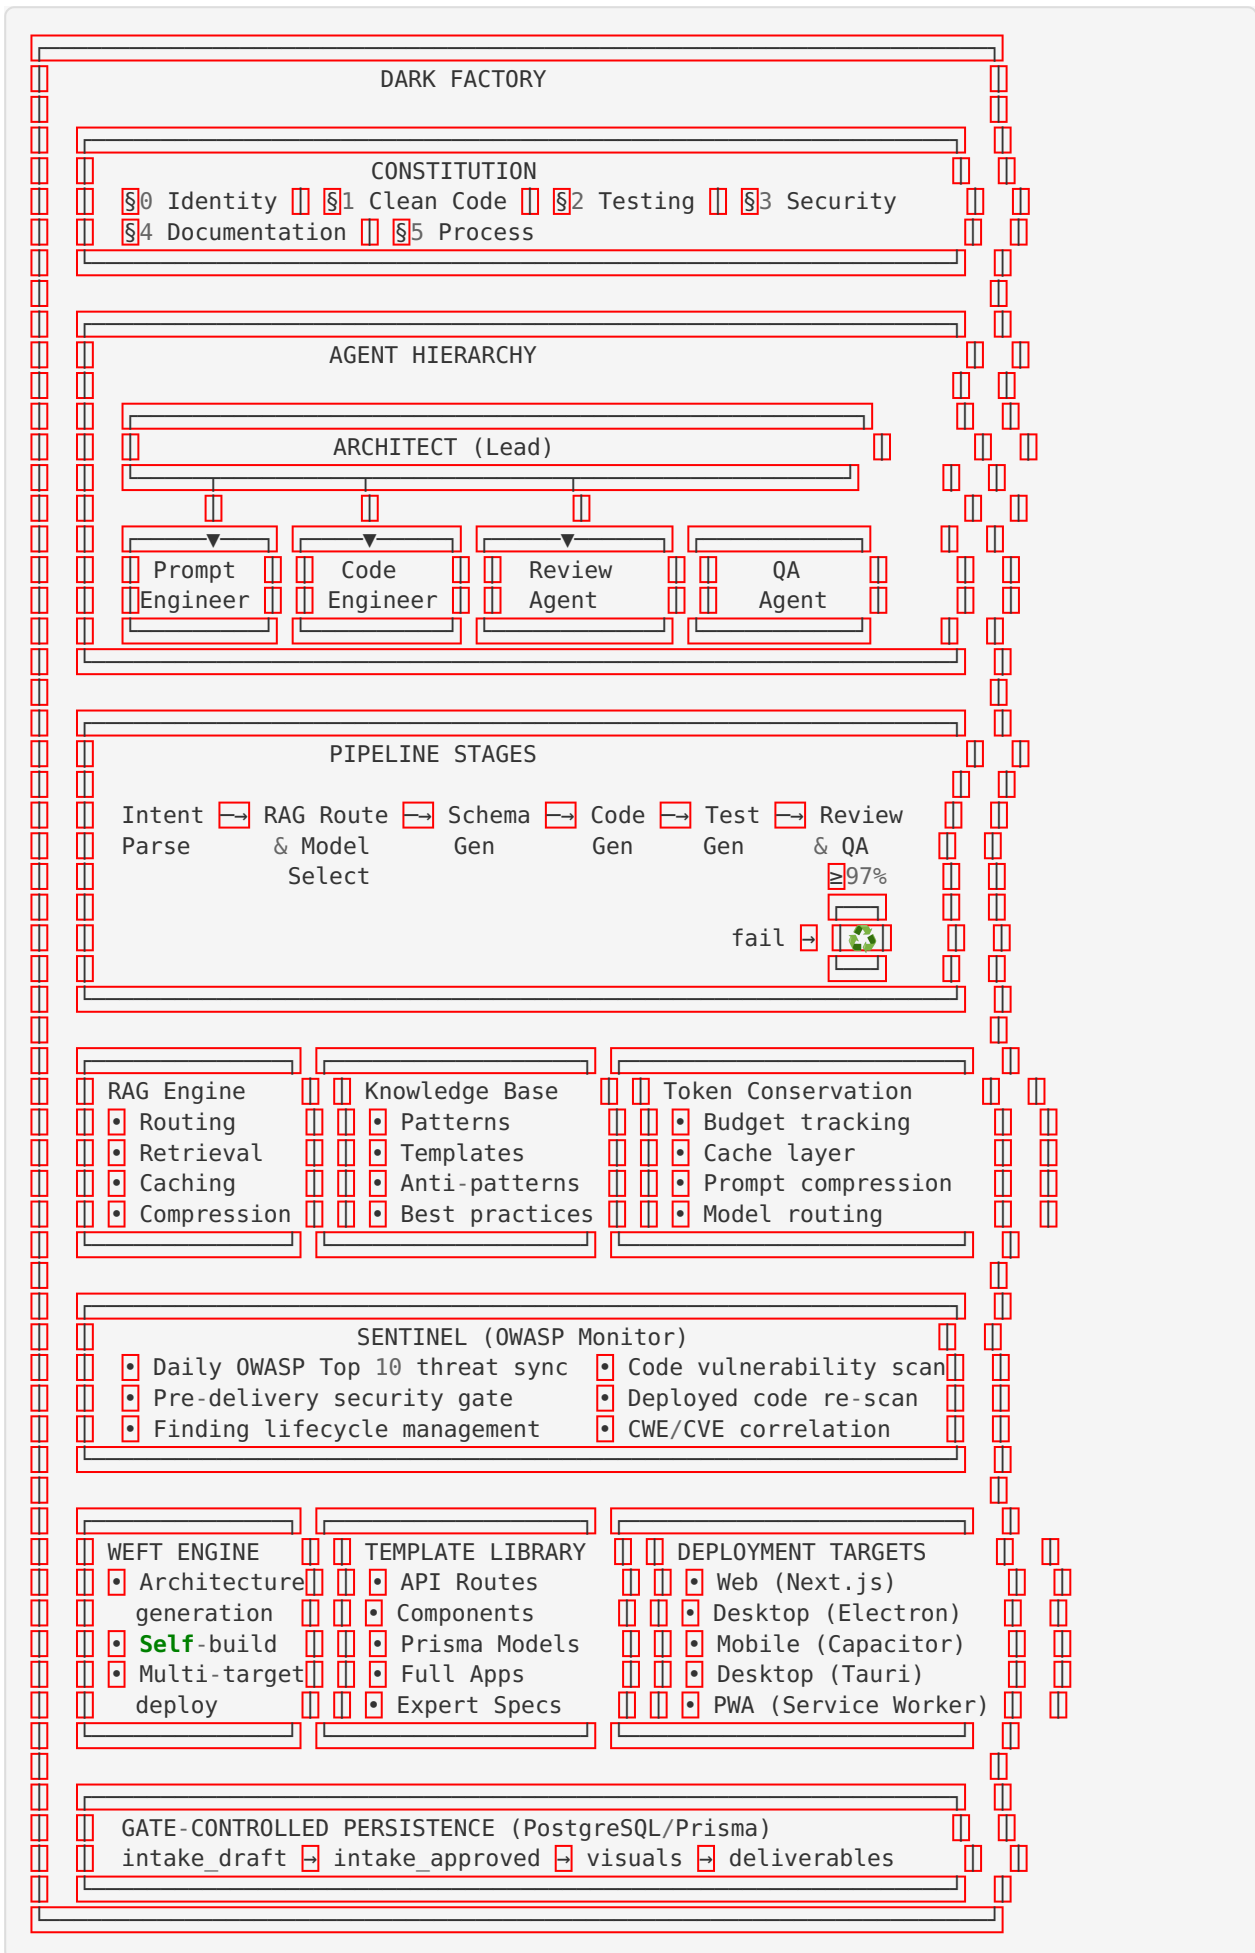 DARK FACTORY
CONSTITUTION
§0 Identity │ §1 Clean Code │ §2 Testing │ §3 Security
§4 Documentation │ §5 Process
AGENT HIERARCHY
ARCHITECT (Lead)
Prompt │ Code │ Review │ QA
Engineer │ Engineer │ Agent │ Agent
PIPELINE STAGES
Intent ─→ RAG Route ─→ Schema ─→ Code ─→ Test ─→ Review
Parse & Model Gen Gen Gen & QA
Select ≥97%
fail → ♻
RAG Engine │ Knowledge Base │ Token Conservation
• Routing │ • Patterns │ • Budget tracking
• Retrieval │ • Templates │ • Cache layer
• Caching │ • Anti-patterns │ • Prompt compression
• Compression │ • Best practices │ • Model routing
SENTINEL (OWASP Monitor)
• Daily OWASP Top 10 threat sync • Code vulnerability scan
• Pre-delivery security gate • Deployed code re-scan
• Finding lifecycle management • CWE/CVE correlation
WEFT ENGINE │ TEMPLATE LIBRARY │ DEPLOYMENT TARGETS
• Architecture │ • API Routes │ • Web (Next.js)
generation │ • Components │ • Desktop (Electron)
• Self-build │ • Prisma Models │ • Mobile (Capacitor)
• Multi-target │ • Full Apps │ • Desktop (Tauri)
deploy │ • Expert Specs │ • PWA (Service Worker)
GATE-CONTROLLED PERSISTENCE (PostgreSQL/Prisma)
intake_draft → intake_approved → visuals → deliverables